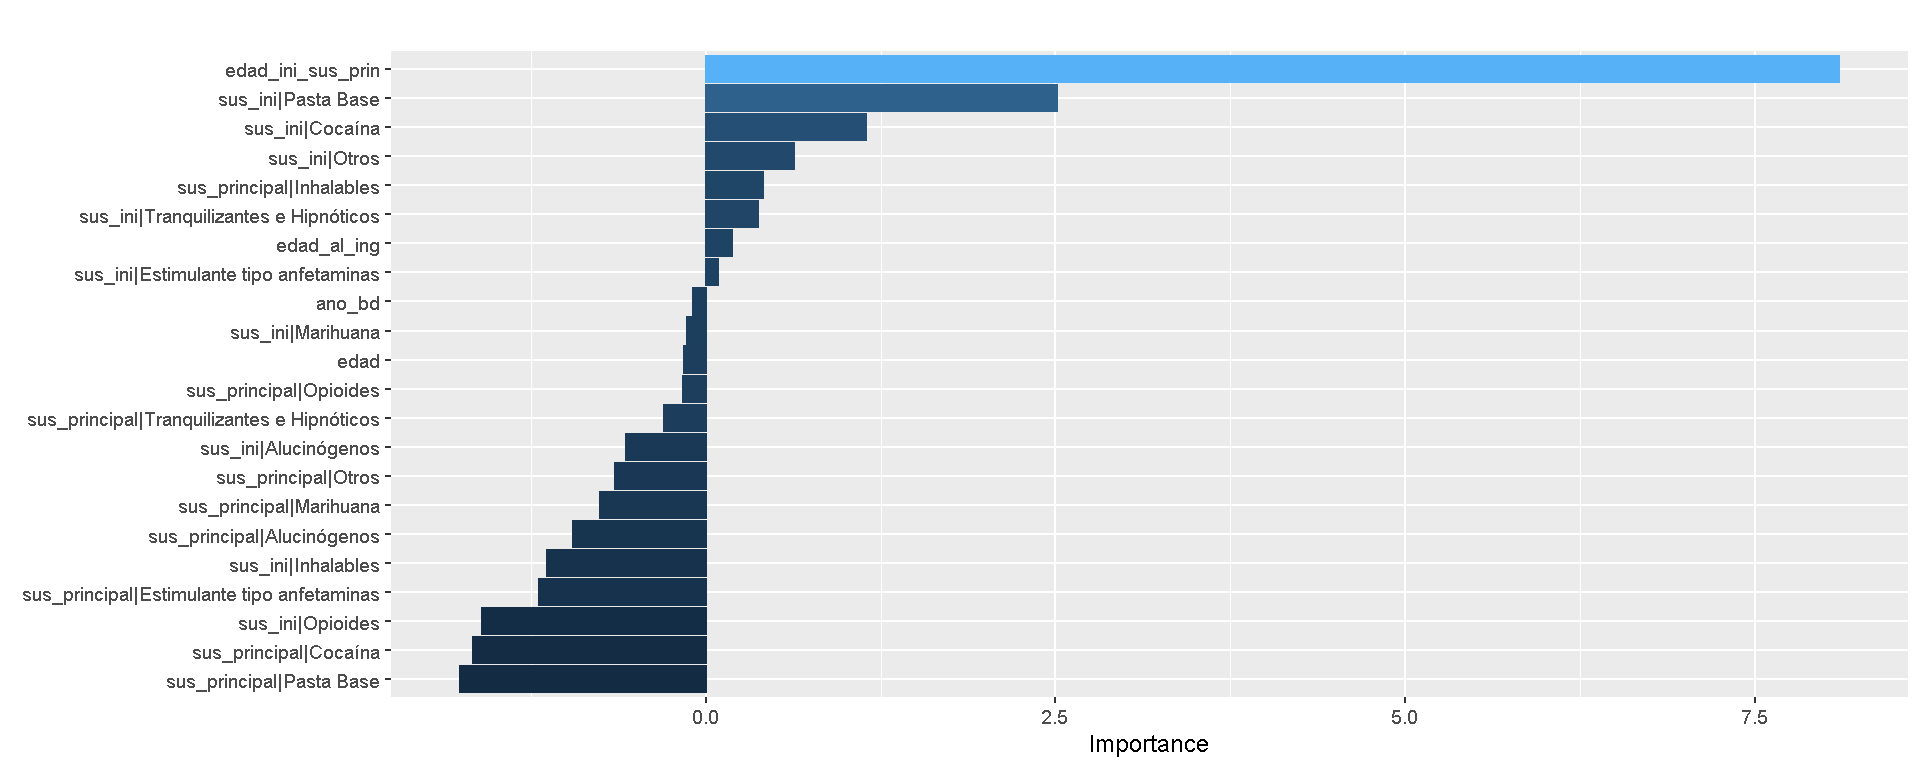 edad_ini_sus_prin
sus_ini|Pasta Base
sus_ini|Cocaína
sus_ini|Otros
sus_principal|Inhalables
sus_ini|Tranquilizantes e Hipnóticos
edad_al_ing
sus_ini|Estimulante tipo anfetaminas
ano_bd
sus_ini|Marihuana
edad
sus_principal|Opioides
sus_principal|Tranquilizantes e Hipnóticos
sus_ini|Alucinógenos
sus_principal|Otros
sus_principal|Marihuana
sus_principal|Alucinógenos
sus_ini|Inhalables
sus_principal|Estimulante tipo anfetaminas
sus_ini|Opioides
sus_principal|Cocaína
sus_principal|Pasta Base
0.0 2.5 5.0 7.5
Importance